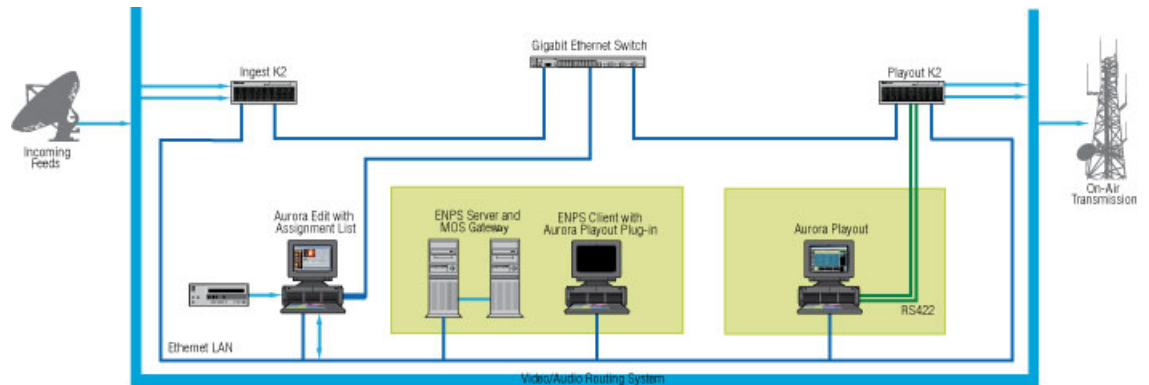 Gigabit Ethernet Switch
Ingest K2
Playout K2
Incoming
Feeds
On-Air
Transmission
Aurora Edit with
Assignment List
ENPS Server and
MOS Gateway
ENPS Client with
Aurora Playout Plug-in
Aurora Playout
RS422
Ethernet LAN
Video/Audio Routing System